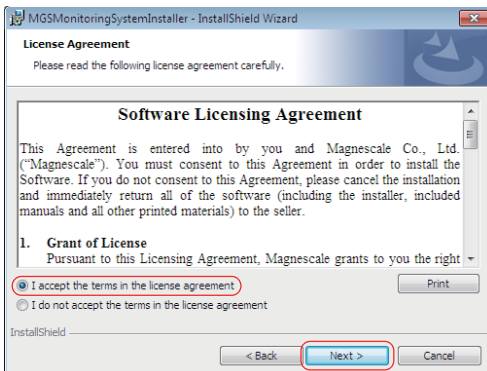 MGSMonitoringSystemInstaller - InstallShield Wizard
License Agreement
Please read the following license agreement carefully.
Software Licensing Agreement
This Agreement is entered into by you and Magnescale Co., Ltd.
(“Magnescale”). You must consent to this Agreement in order to install the
Software. If you do not consent to this Agreement, please cancel the installation
and immediately return all of the software (including the installer, included
manuals and all other printed materials) to the seller.
1. Grant of License
Pursuant to this Licensing Agreement, Magnescale grants to you the right
I accept the terms in the license agreement
Print
I do not accept the terms in the license agreement
InstallShield
< Back Next > Cancel